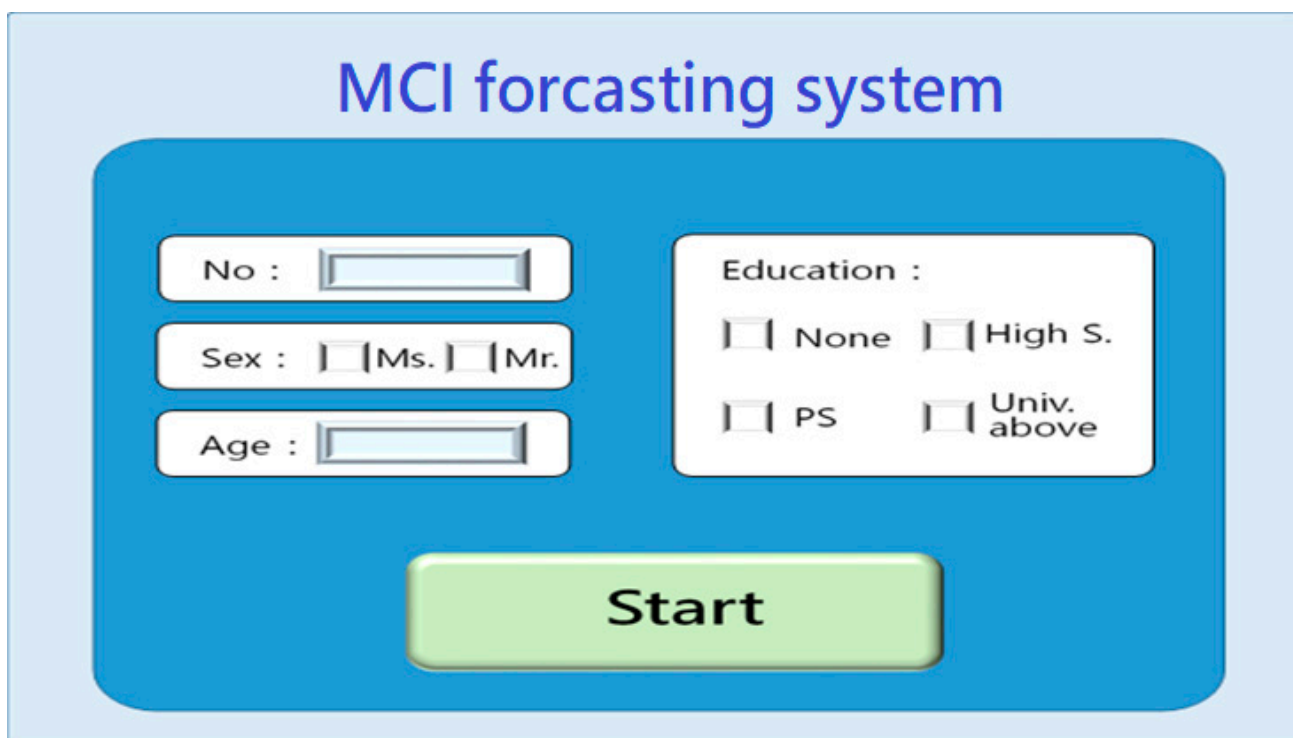 MCI forcasting system
No :
Sex : Ms. Mr.
Age :
Education :
None High S.
PS Univ. above
Start